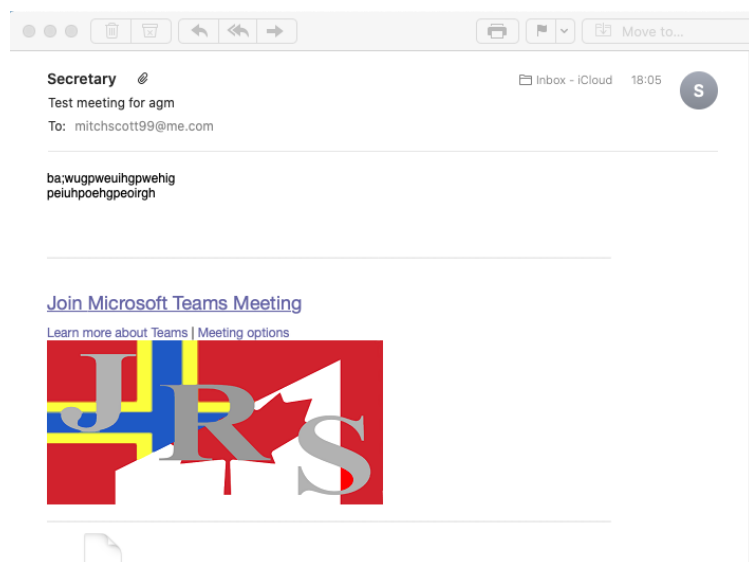 Move to...
Secretary
Inbox - iCloud 18:05
S
Test meeting for agm
To: mitchscott99@me.com
ba;wugpweuihgpwehig
peiuhpoehgpeoirgh
Join Microsoft Teams Meeting
Learn more about Teams | Meeting options
JRS